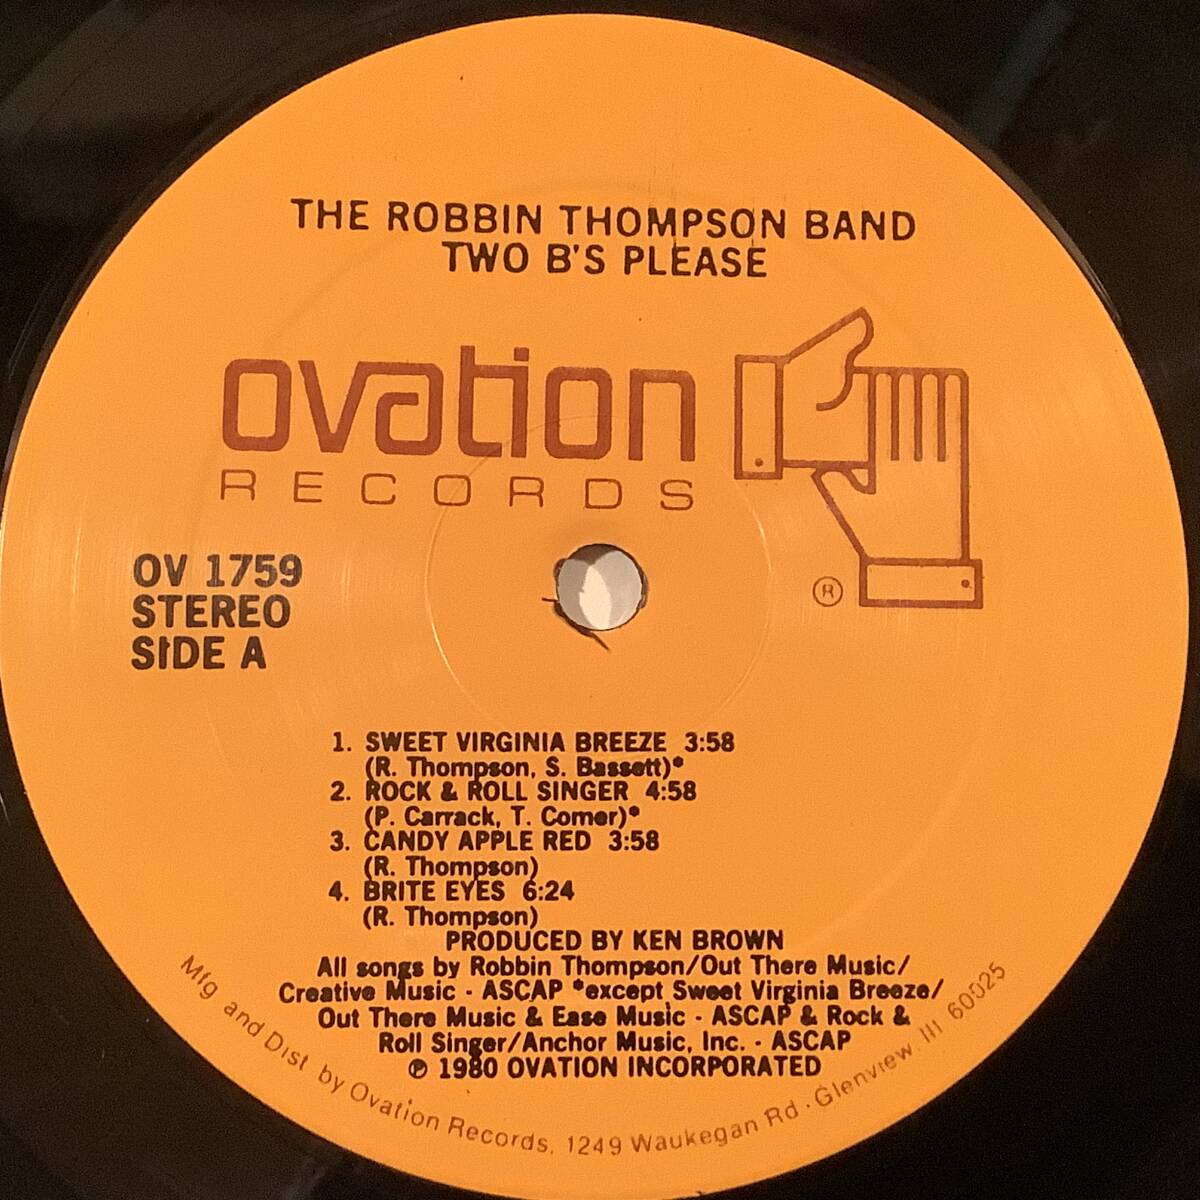 THE ROBBIN THOMPSON BAND
TWO B'S PLEASE
ovation
RECORDS
®
OV 1759
STEREO
SIDE A
1. SWEET VIRGINIA BREEZE 3:58
(R. Thompson, S. Bassett)*
2. ROCK & ROLL SINGER 4:58
(P. Carrack, T. Comer)*
3. CANDY APPLE RED 3:58
(R. Thompson)
4. BRITE EYES 6:24
(R. Thompson)
PRODUCED BY KEN BROWN
All songs by Robbin Thompson/Out There Music/
Creative Music - ASCAP *except Sweet Virginia Breeze/
Out There Music & Ease Music - ASCAP & Rock &
Roll Singer/Anchor Music, Inc. - ASCAP
℗ 1980 OVATION INCORPORATED
Mfg and Dist by Ovation Records, 1249 Waukegan Rd - Glenview, Ill 60025